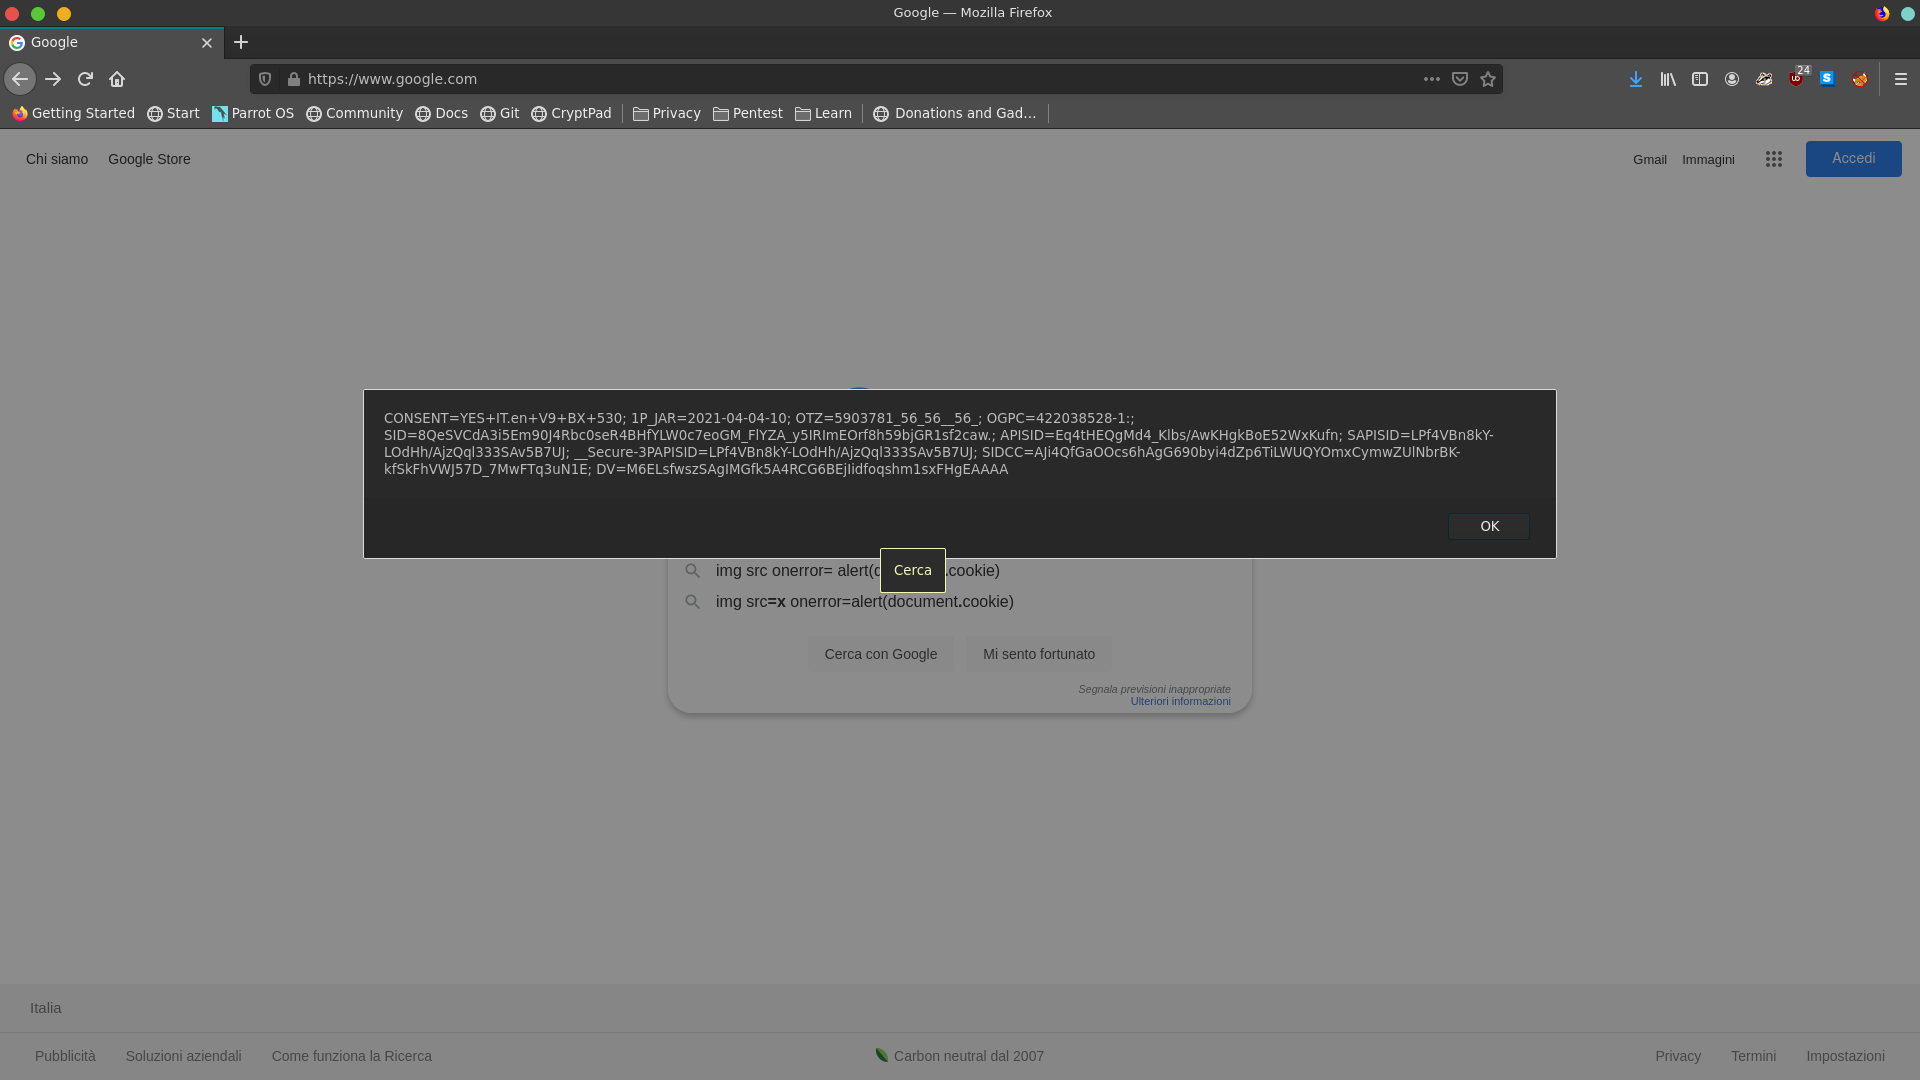 Google — Mozilla Firefox
Google
https://www.google.com
24
Getting Started Start Parrot OS Community Docs Git CryptPad Privacy Pentest Learn Donations and Gad…
Chi siamo Google Store Gmail Immagini Accedi
CONSENT=YES+IT.en+V9+BX+530; 1P_JAR=2021-04-04-10; OTZ=5903781_56_56__56_; OGPC=422038528-1:;
SID=8QeSVCdA3i5Em90J4Rbc0seR4BHfYLW0c7eoGM_FlYZA_y5IRImEOrf8h59bjGR1sf2caw.; APISID=Eq4tHEQgMd4_Klbs/AwKHgkBoE52WxKufn; SAPISID=LPf4VBn8kY-
LOdHh/AjzQql333SAv5B7UJ; __Secure-3PAPISID=LPf4VBn8kY-LOdHh/AjzQql333SAv5B7UJ; SIDCC=AJi4QfGaOOcs6hAgG690byi4dZp6TiLWUQYOmxCymwZUlNbrBK-
kfSkFhVWJ57D_7MwFTq3uN1E; DV=M6ELsfwszSAgIMGfk5A4RCG6BEjIidfoqshm1sxFHgEAAAA
OK
Cerca
img src onerror= alert(d .cookie)
img src=x onerror=alert(document.cookie)
Cerca con Google Mi sento fortunato
Segnala previsioni inappropriate
Ulteriori informazioni
Italia
Pubblicità Soluzioni aziendali Come funziona la Ricerca Carbon neutral dal 2007 Privacy Termini Impostazioni